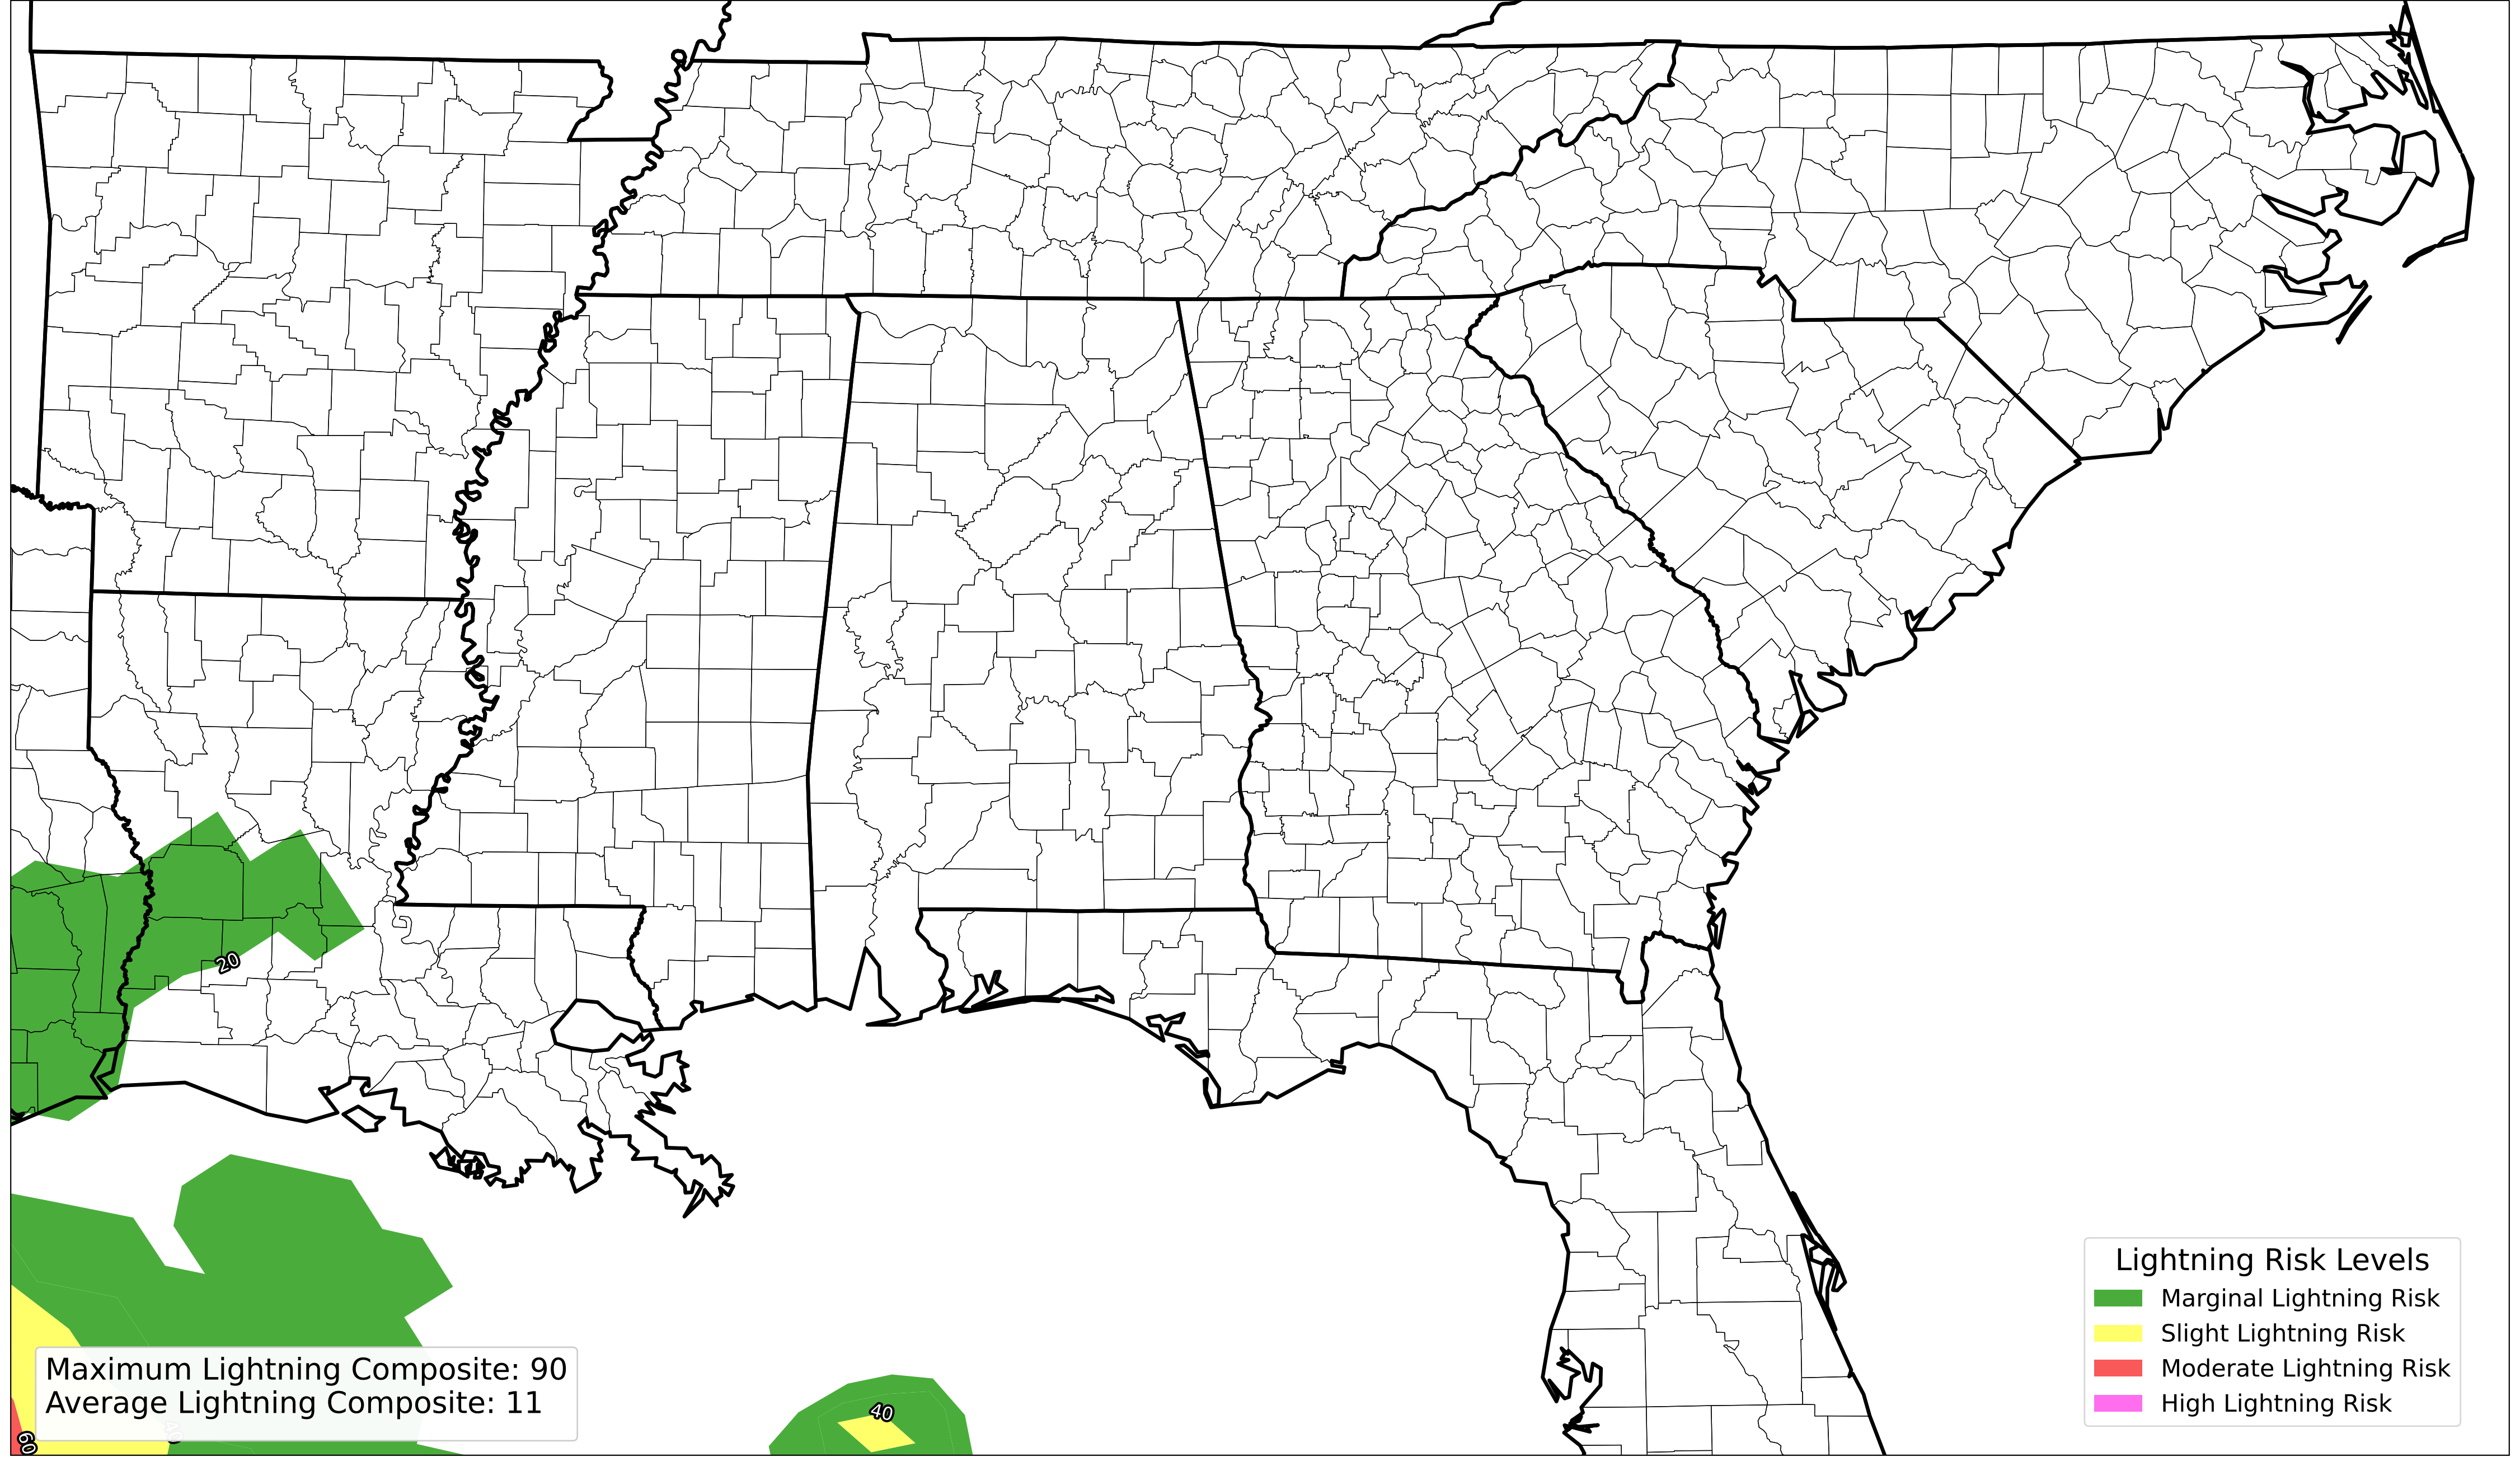 20
40
40
60
Maximum Lightning Composite: 90
Average Lightning Composite: 11
Lightning Risk Levels
Marginal Lightning Risk
Slight Lightning Risk
Moderate Lightning Risk
High Lightning Risk